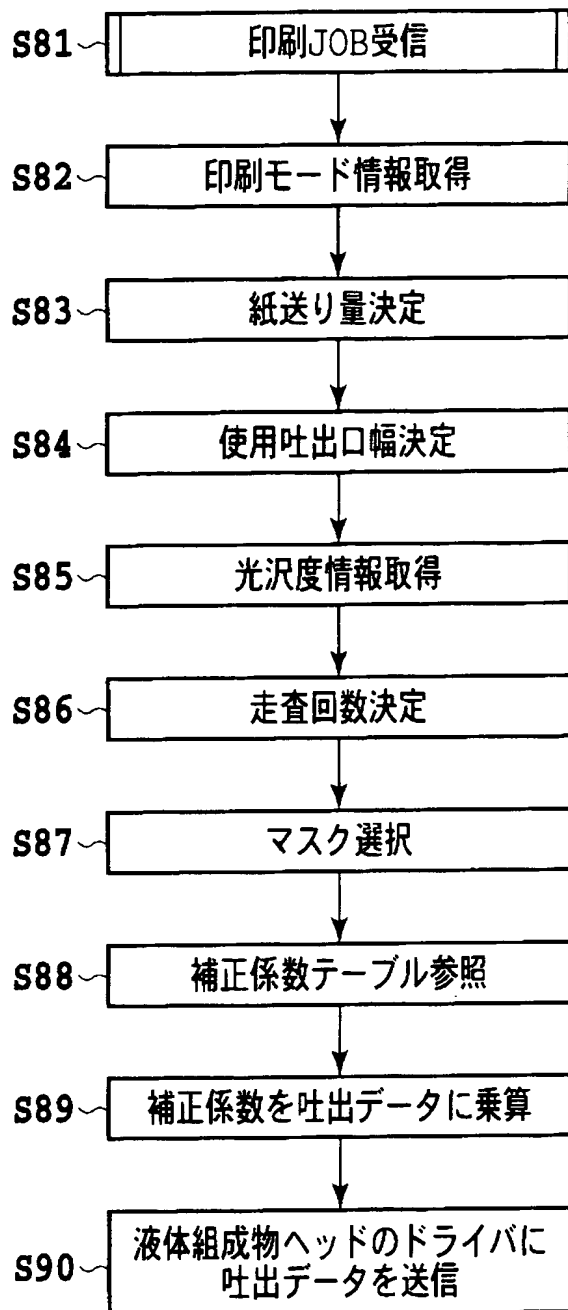 S81 印刷JOB受信
S82 印刷モード情報取得
S83 紙送り量決定
S84 使用吐出口幅決定
S85 光沢度情報取得
S86 走査回数決定
S87 マスク選択
S88 補正係数テーブル参照
S89 補正係数を吐出データに乗算
S90 液体組成物ヘッドのドライバに
吐出データを送信